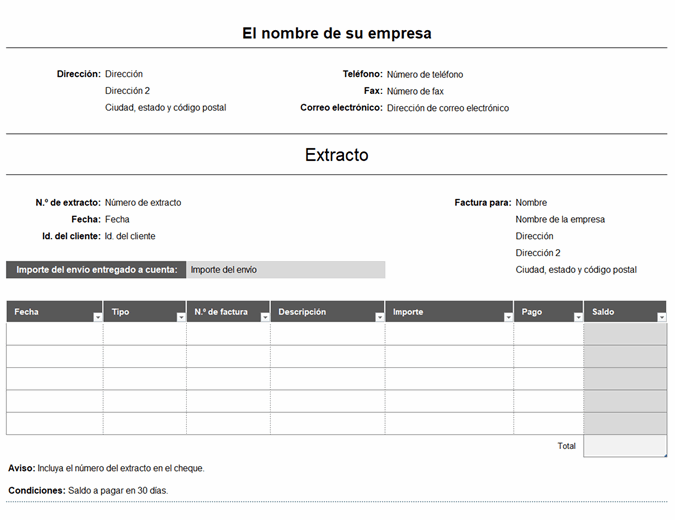 El nombre de su empresa
Dirección: Dirección
Dirección 2
Ciudad, estado y código postal
Teléfono: Número de teléfono
Fax: Número de fax
Correo electrónico: Dirección de correo electrónico
Extracto
N.º de extracto: Número de extracto
Fecha: Fecha
Id. del cliente: Id. del cliente
Factura para: Nombre
Nombre de la empresa
Dirección
Dirección 2
Ciudad, estado y código postal
Importe del envío entregado a cuenta: Importe del envío
Fecha Tipo N.º de factura Descripción Importe Pago Saldo
Total
Aviso: Incluya el número del extracto en el cheque.
Condiciones: Saldo a pagar en 30 días.